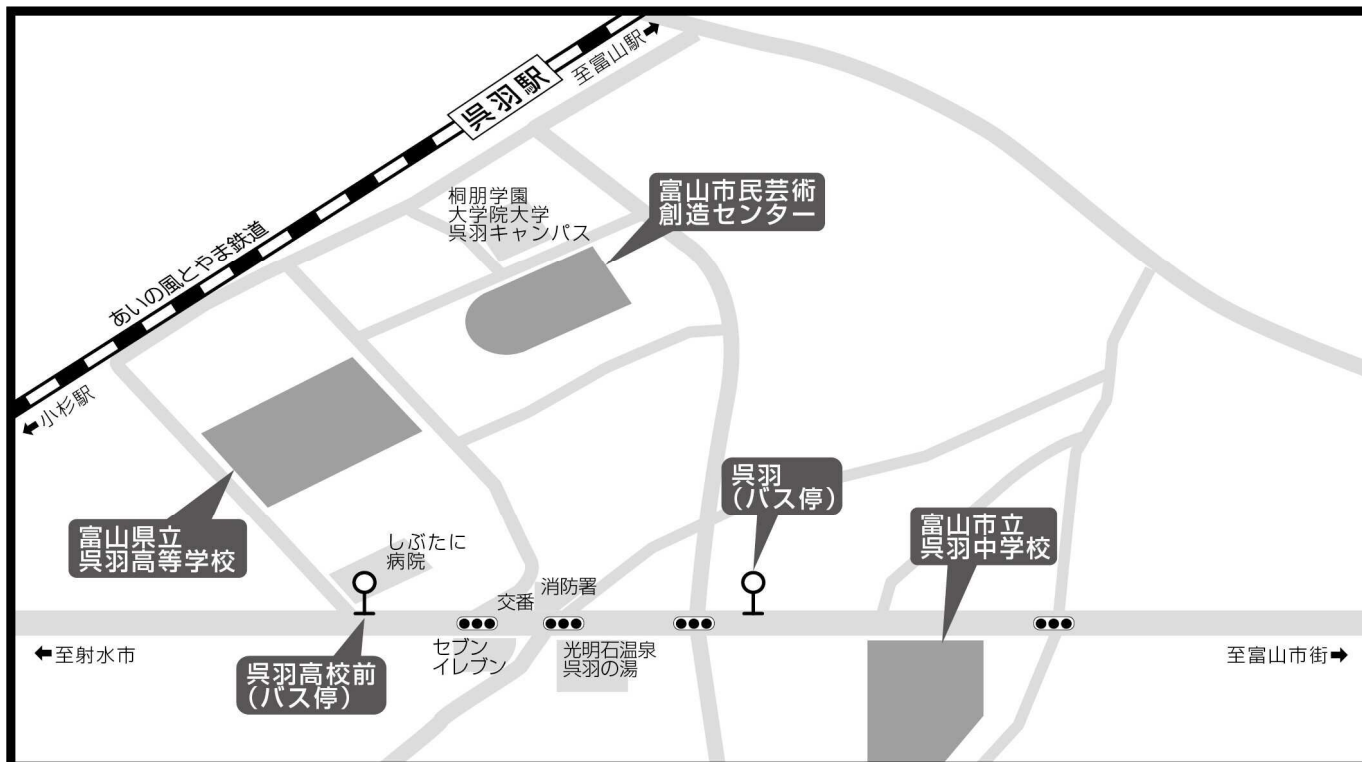 至富山駅
呉羽駅
あいの風とやま鉄道
小杉駅
桐朋学園
大学院大学
呉羽キャンパス
富山市民芸術
創造センター
富山県立
呉羽高等学校
しぶたに
病院
呉羽
(バス停)
富山市立
呉羽中学校
交番
消防署
セブン
イレブン
光明石温泉
呉羽の湯
呉羽高校前
(バス停)
←至射水市
至富山市街→